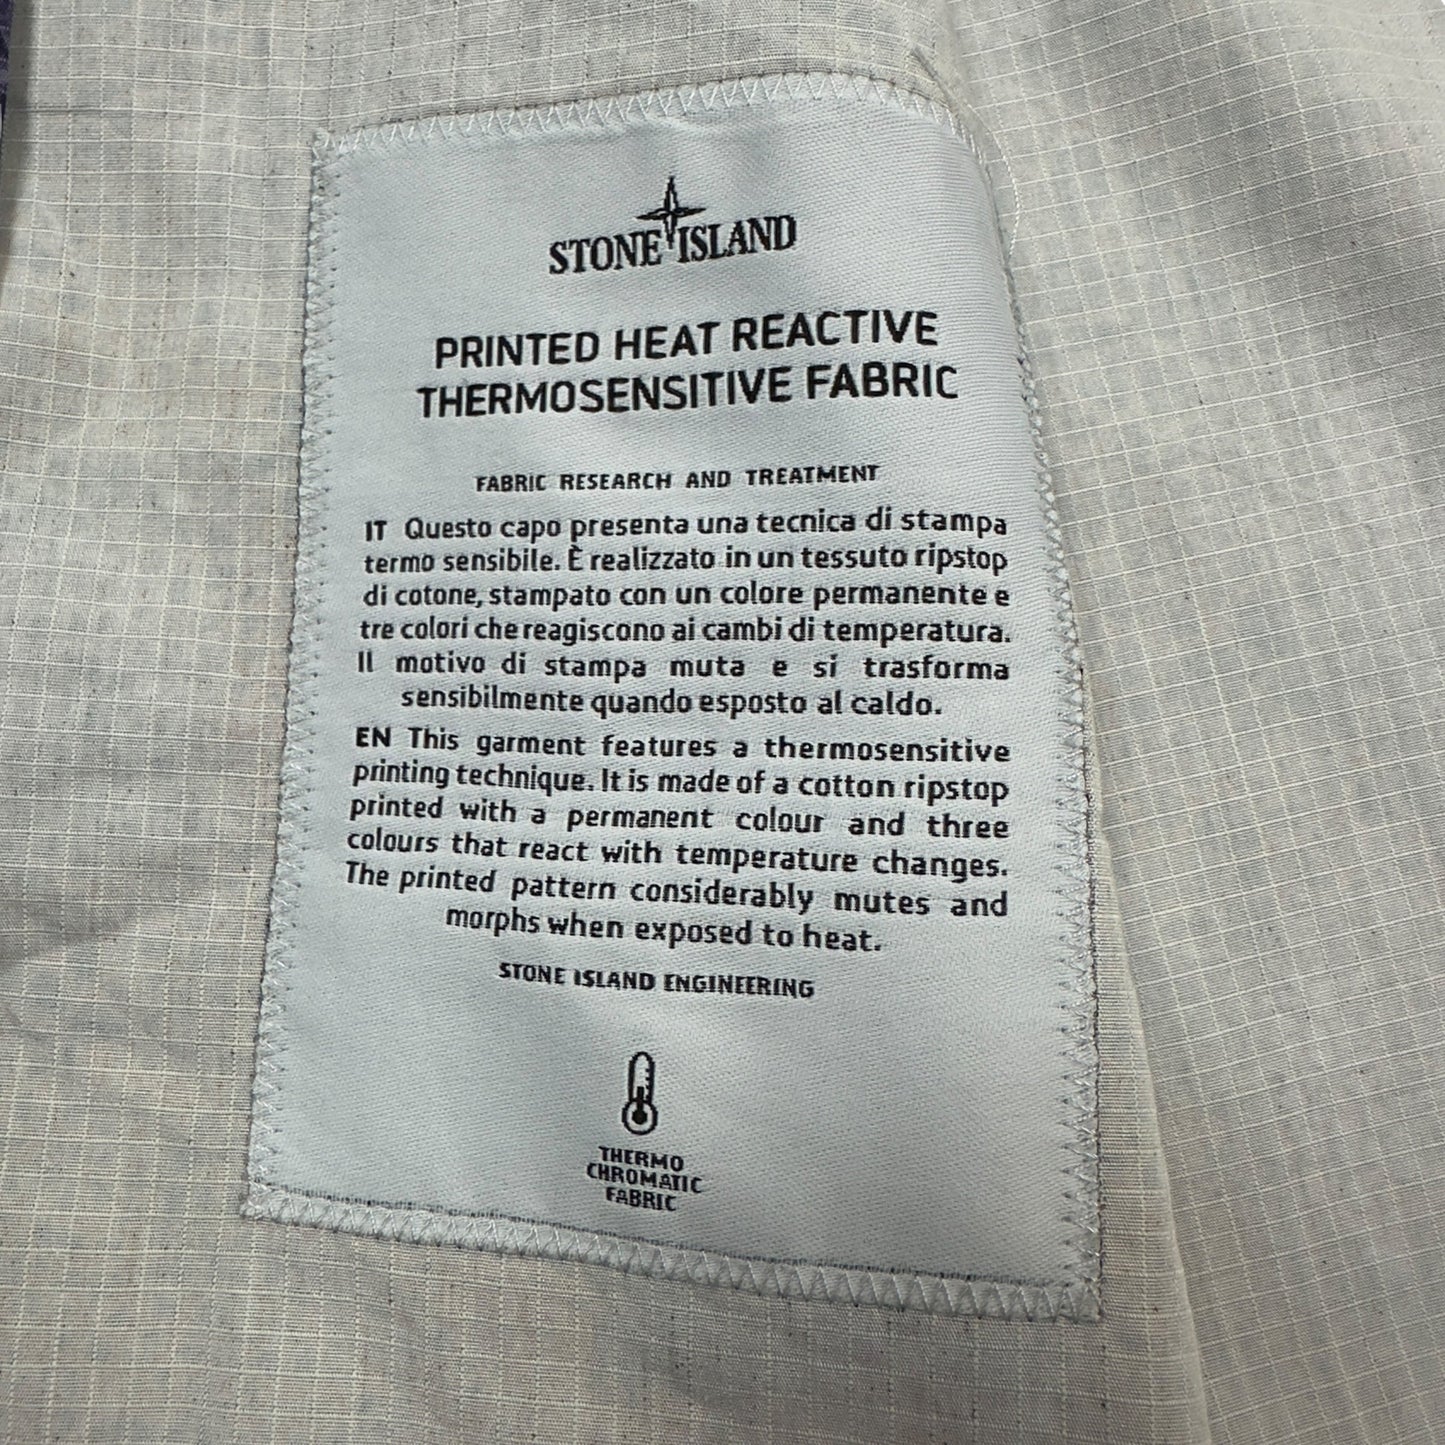 STONE ISLAND
PRINTED HEAT REACTIVE
THERMOSENSITIVE FABRIC
FABRIC RESEARCH AND TREATMENT
IT Questo capo presenta una tecnica di stampa
termo sensibile. È realizzato in un tessuto ripstop
di cotone, stampato con un colore permanente e
tre colori che reagiscono ai cambi di temperatura.
Il motivo di stampa muta e si trasforma
sensibilmente quando esposto al caldo.
EN This garment features a thermosensitive
printing technique. It is made of a cotton ripstop
printed with a permanent colour and three
colours that react with temperature changes.
The printed pattern considerably mutes and
morphs when exposed to heat.
STONE ISLAND ENGINEERING
THERMO
CHROMATIC
FABRIC